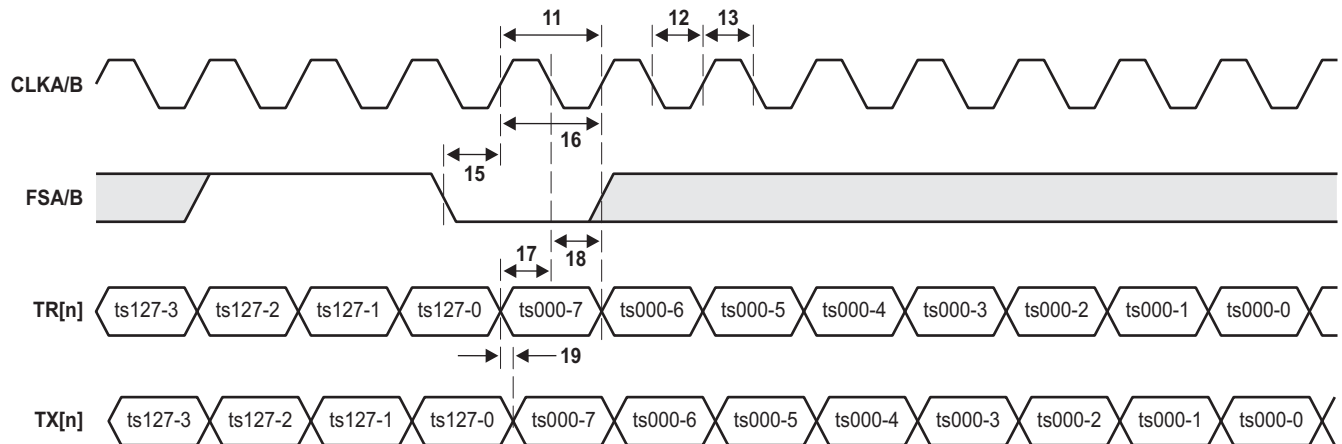 11 12 13
CLKA/B
16
15
FSA/B
17 18
TR[n] ts127-3 ts127-2 ts127-1 ts127-0 ts000-7 ts000-6 ts000-5 ts000-4 ts000-3 ts000-2 ts000-1 ts000-0
19
TX[n] ts127-3 ts127-2 ts127-1 ts127-0 ts000-7 ts000-6 ts000-5 ts000-4 ts000-3 ts000-2 ts000-1 ts000-0